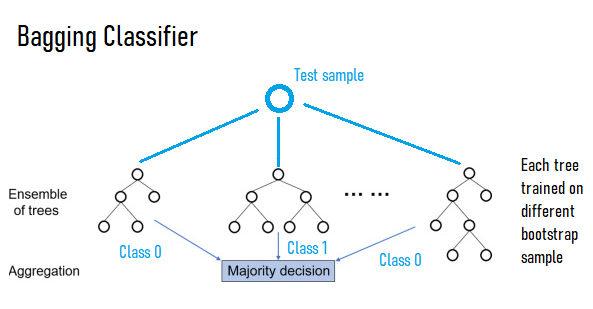 Bagging Classifier
Test sample
Ensemble
of trees
... ...
Each tree
trained on
different
bootstrap
sample
Class 0
Class 1
Class 0
Aggregation
Majority decision